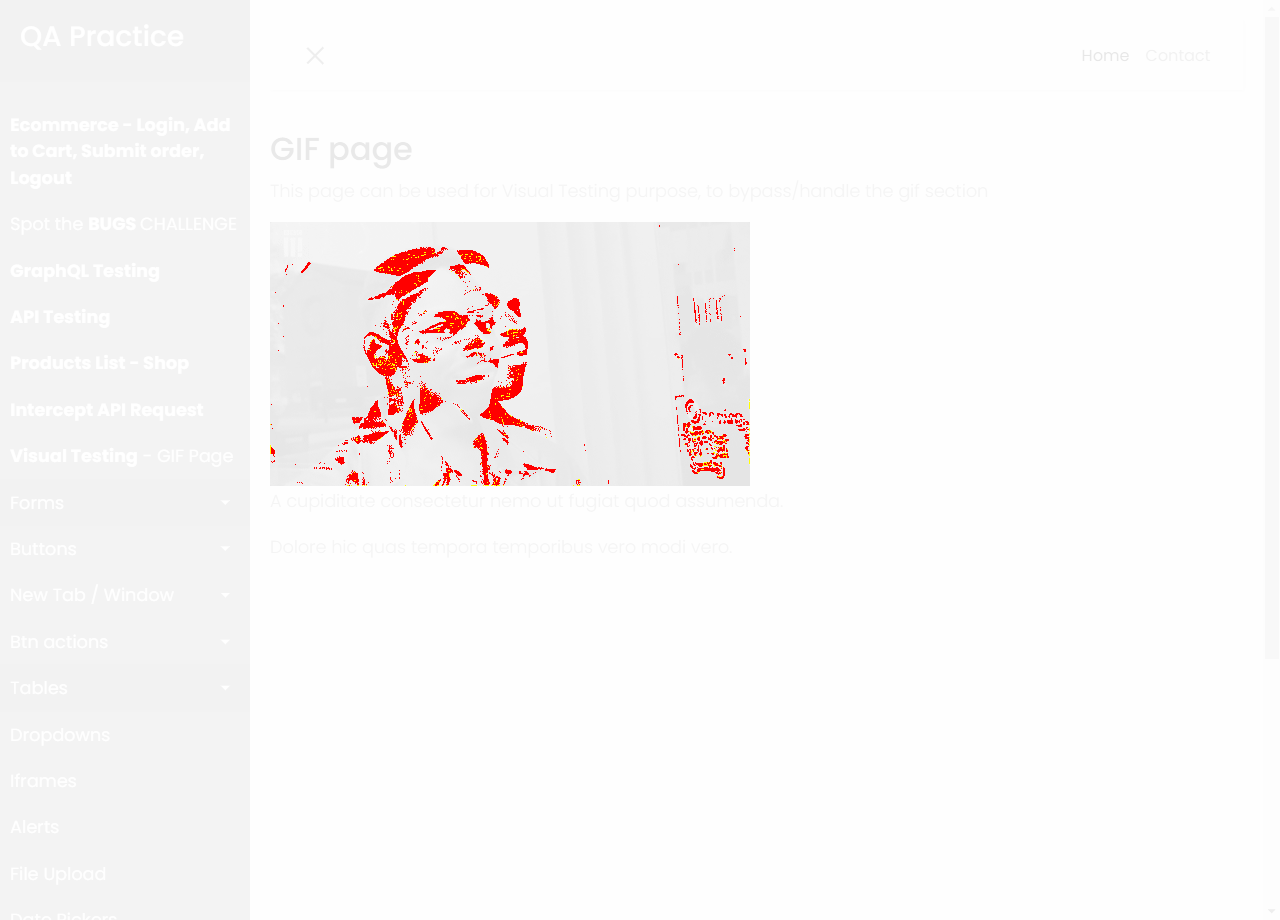 QA Practice
Home Contact
Ecommerce - Login, Add
to Cart, Submit order,
Logout
Spot the BUGS CHALLENGE
GraphQL Testing
API Testing
Products List - Shop
Intercept API Request
Visual Testing - GIF Page
Forms
Buttons
New Tab / Window
Btn actions
Tables
Dropdowns
Iframes
Alerts
File Upload
Date Pickers
GIF page
This page can be used for Visual Testing purpose, to bypass/handle the gif section
A cupiditate consectetur nemo ut fugiat quod assumenda.
Dolore hic quas tempora temporibus vero modi vero.